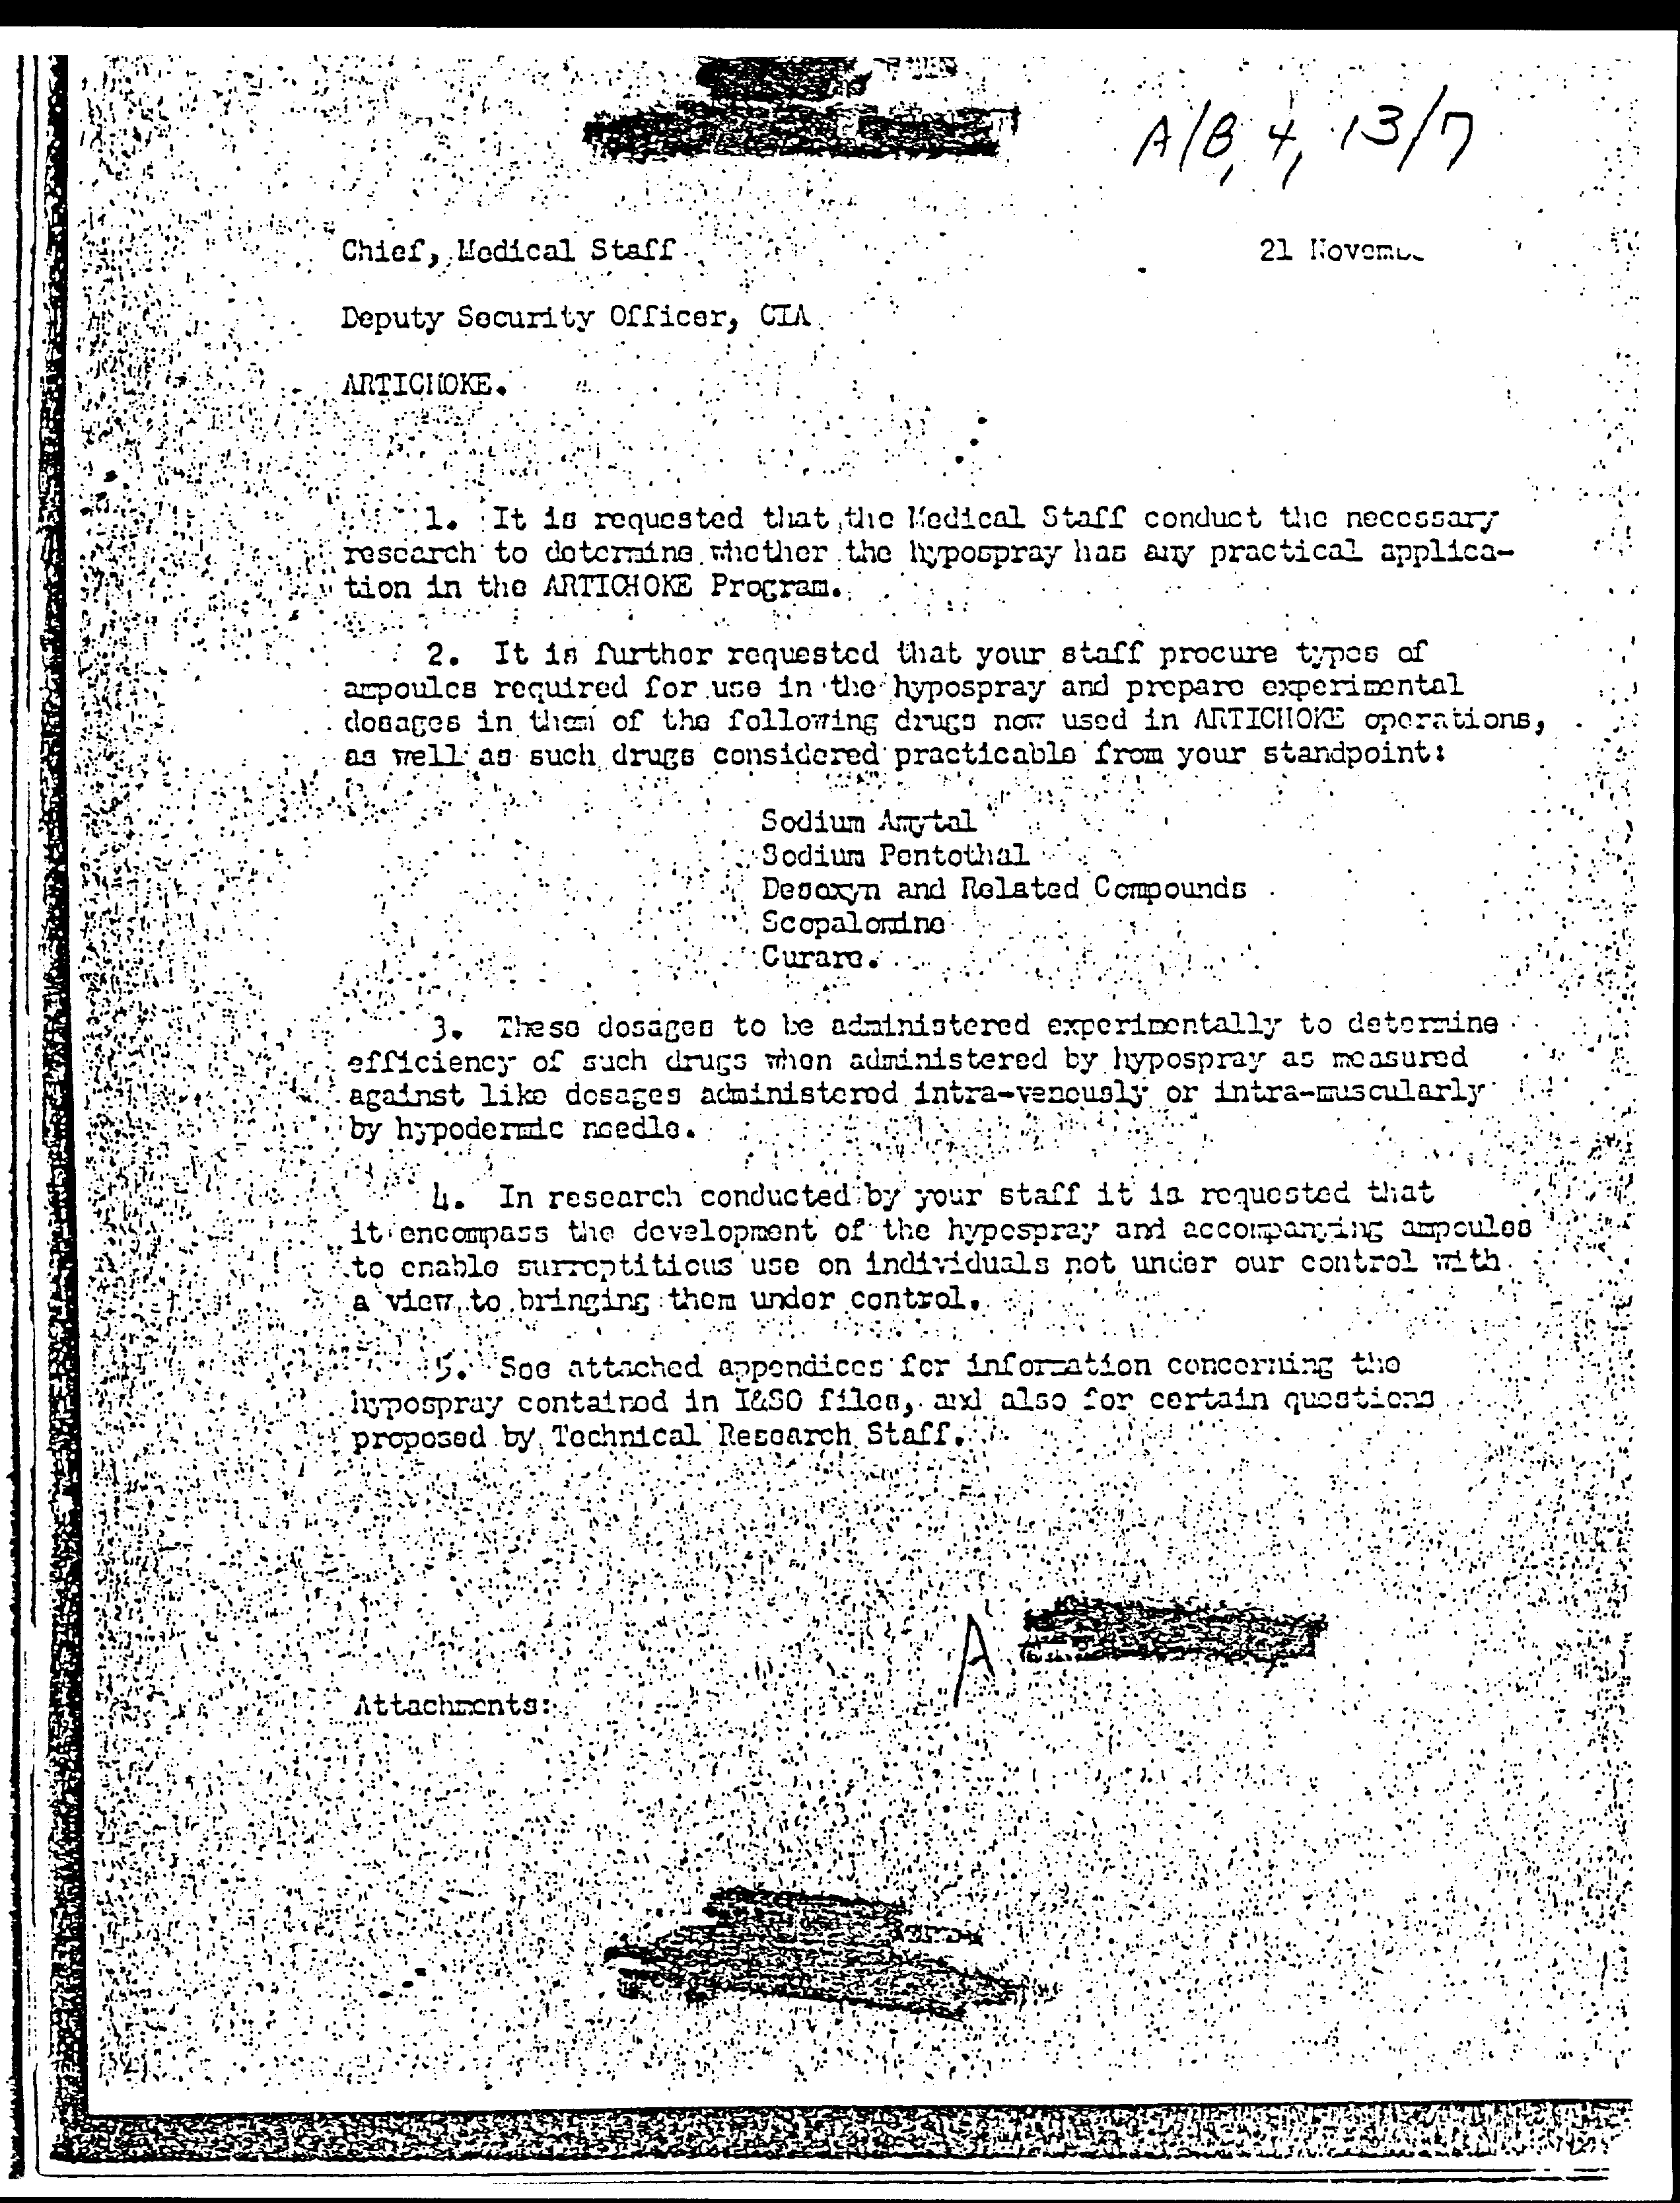 A/B, 4, 13/7
Chief, Medical Staff
21 Novem
Deputy Security Officer, CIA
ARTICHOKE.
1. It is requested that the Medical Staff conduct the necessary
research to determine whether the hypospray has any practical applica-
tion in the ARTICHOKE Program.
2. It is further requested that your staff procure types of
ampoules required for use in the hypospray and prepare experimental
dosages in them of the following drugs now used in ARTICHOKE operations,
as well as such drugs considered practicable from your standpoint:
Sodium Amytal
Sodium Pentothal
Desoxyn and Related Compounds
Scopalomine
Curare.
3. These dosages to be administered experimentally to determine
efficiency of such drugs when administered by hypospray as measured
against like dosages administered intra-venously or intra-muscularly
by hypodermic needle.
4. In research conducted by your staff it is requested that
it encompass the development of the hypospray and accompanying ampoules
to enable surreptitious use on individuals not under our control with
a view to bringing them under control.
5. See attached appendices for information concerning the
hypospray contained in I&SO files, and also for certain questions
proposed by Technical Research Staff.
A
Attachments: